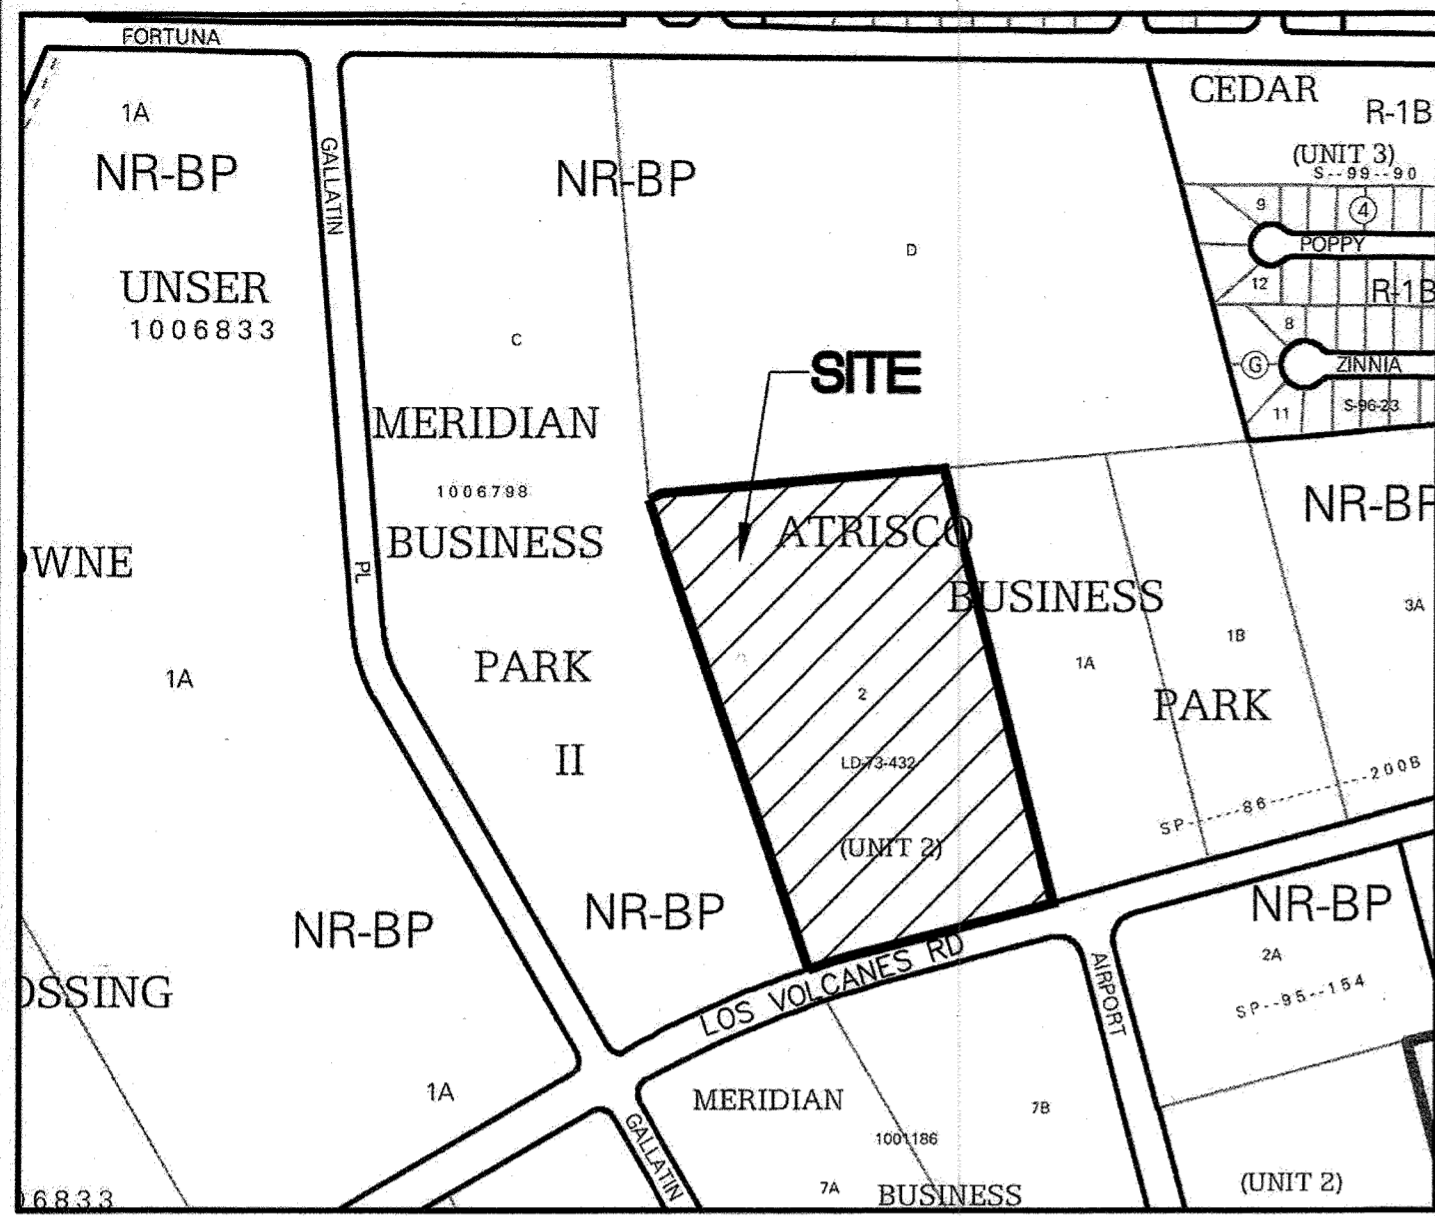 FORTUNA
1A
NR-BP
UNSER
1006833
GALLATIN
PL
NR-BP
C
D
SITE
CEDAR
R-1B
(UNIT 3)
S--99--90
9
4
POPPY
12
R-1B
8
G
ZINNIA
11
S-96-23
MERIDIAN
1006798
BUSINESS
PARK
II
NR-BP
OWNE
1A
NR-BP
OSSING
1A
06833
ATRISCO
BUSINESS
PARK
2
LD-73-432
(UNIT 2)
1A
1B
NR-BP
3A
SP------86--------------200B
LOS VOLCANES RD
AIRPORT
NR-BP
2A
SP--95--154
(UNIT 2)
GALLATIN
MERIDIAN
1001186
7B
7A
BUSINESS